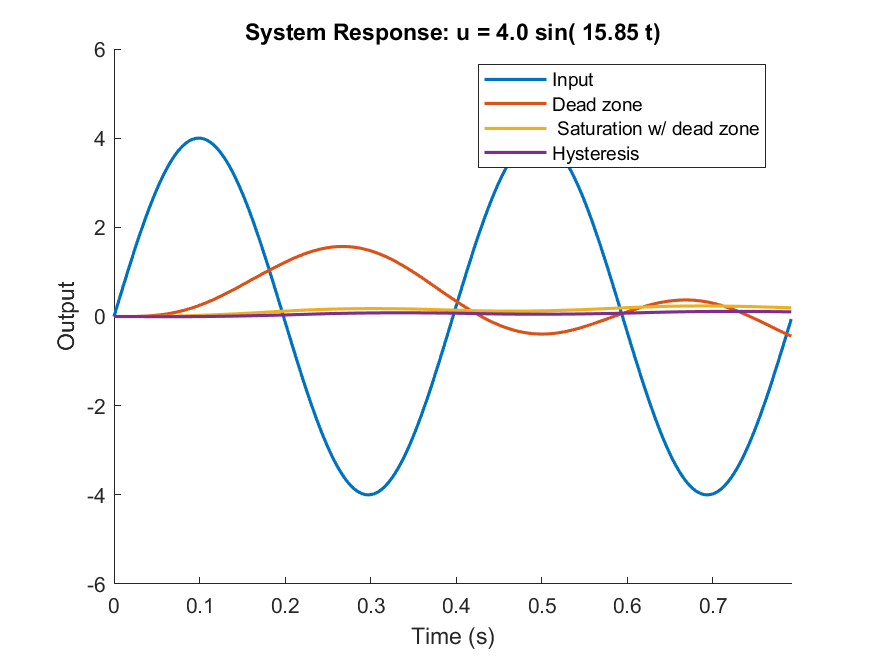 System Response: u = 4.0 sin( 15.85 t)
6
4
2
0
-2
-4
-6
Output
Input
Dead zone
Saturation w/ dead zone
Hysteresis
0 0.1 0.2 0.3 0.4 0.5 0.6 0.7
Time (s)